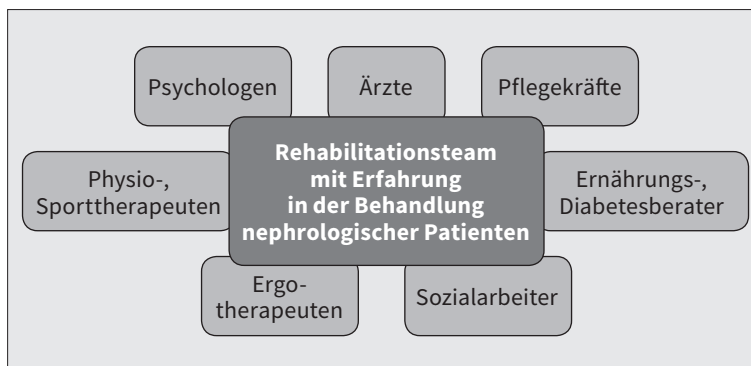 Psychologen
Ärzte
Pflegekräfte
Physio-,
Sporttherapeuten
Rehabilitationsteam
mit Erfahrung
in der Behandlung
nephrologischer Patienten
Ernährungs-,
Diabetesberater
Ergo-
therapeuten
Sozialarbeiter